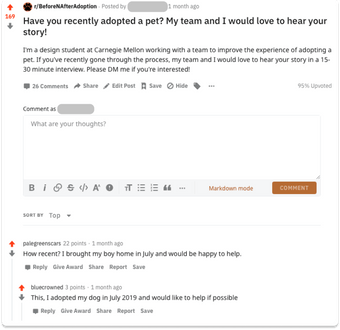 r/BeforeNAfterAdoption · Posted by 1 month ago
169
Have you recently adopted a pet? My team and I would love to hear your
story!
I'm a design student at Carnegie Mellon working with a team to improve the experience of adopting a
pet. If you've recently gone through the process, my team and I would love to hear your story in a 15-
30 minute interview. Please DM me if you're interested!
26 Comments Share Edit Post Save Hide ... 95% Upvoted
Comment as
What are your thoughts?
B i A Markdown mode COMMENT
SORT BY Top
palegreenscars 22 points · 1 month ago
How recent? I brought my boy home in July and would be happy to help.
Reply Give Award Share Report Save
bluecrowned 3 points · 1 month ago
This, I adopted my dog in July 2019 and would like to help if possible
Reply Give Award Share Report Save